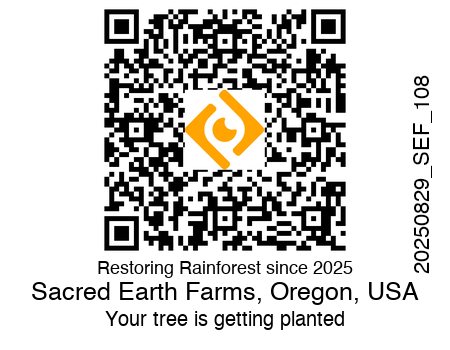 Restoring Rainforest since 2025
Sacred Earth Farms, Oregon, USA
Your tree is getting planted
20250829_SEF_108